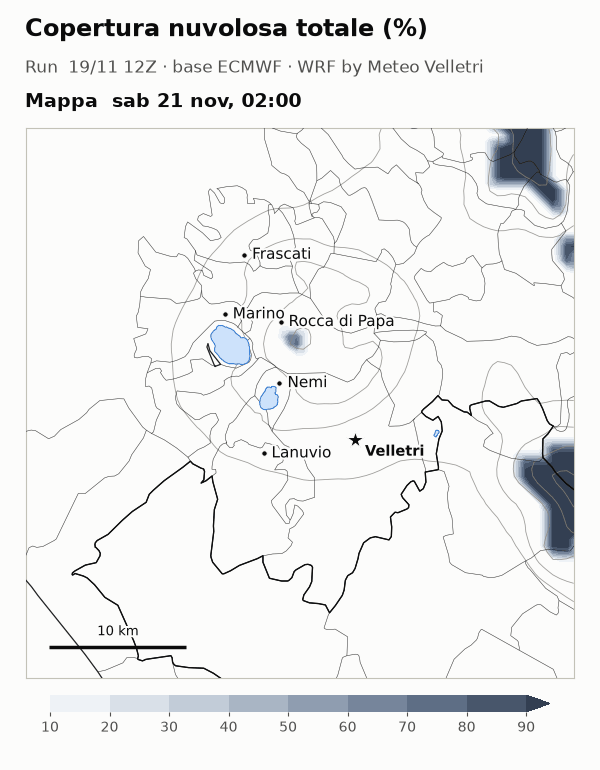 Copertura nuvolosa totale (%)
Run  19/11 12Z · base ECMWF · WRF by Meteo Velletri
Mappa  sab 21 nov, 02:00
Frascati
Marino
Rocca di Papa
Nemi
Velletri
Lanuvio
10 km
10 20 30 40 50 60 70 80 90